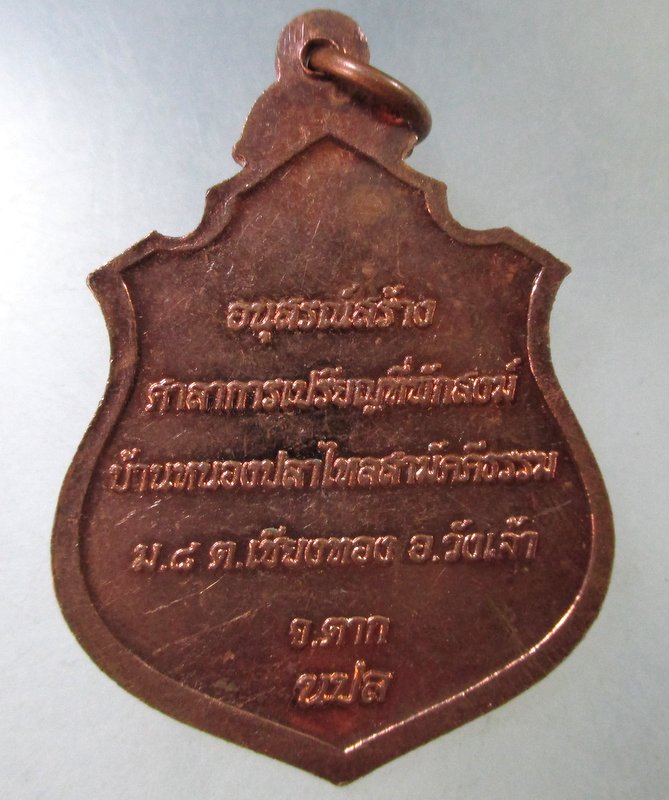 อนุสรณ์สร้าง
ศาลาการเปรียญที่พักสงฆ์
บ้านหนองปลาไหลสามัคคีธรรม
ม.๘ ต.เชียงทอง อ.วังเจ้า
จ.ตาก
นปส